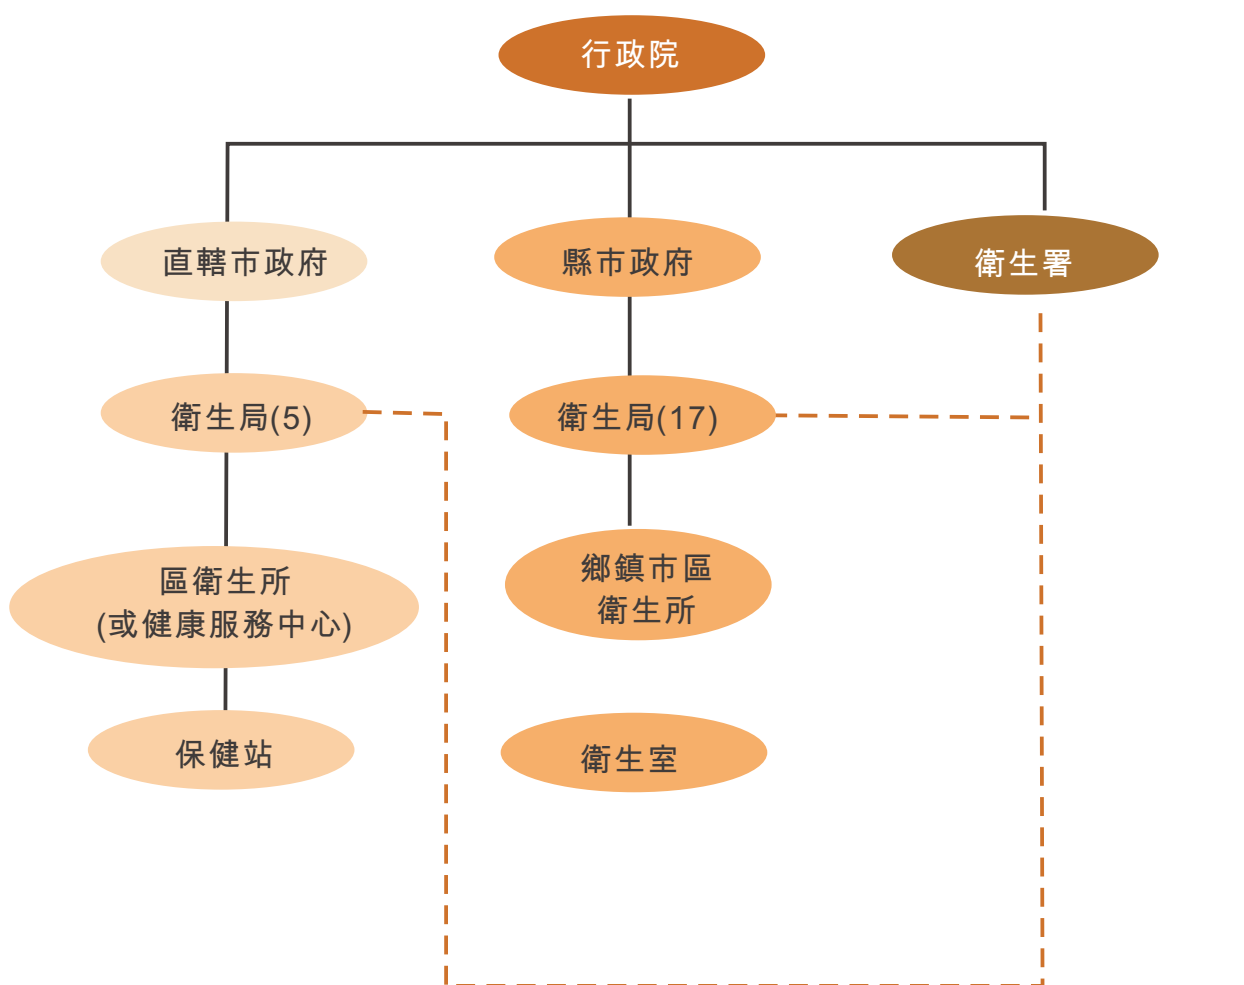 行政院
直轄市政府
縣市政府
衛生署
衛生局(5)
衛生局(17)
區衛生所
(或健康服務中心)
鄉鎮市區
衛生所
保健站
衛生室